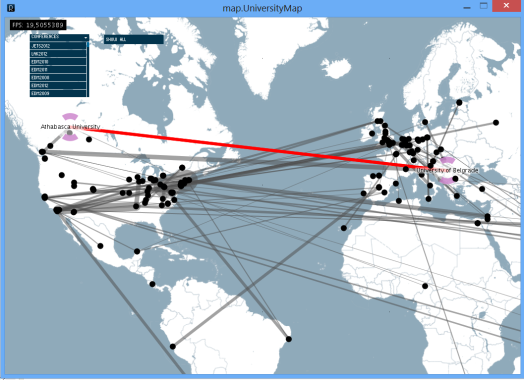 map.UniversityMap
FPS: 19,5055389
CONFERENCES
SHOW ALL
JETS2012
LAK2012
EDM2010
EDM2011
EDM2008
EDM2012
EDM2009
Athabasca University
University of Belgrade